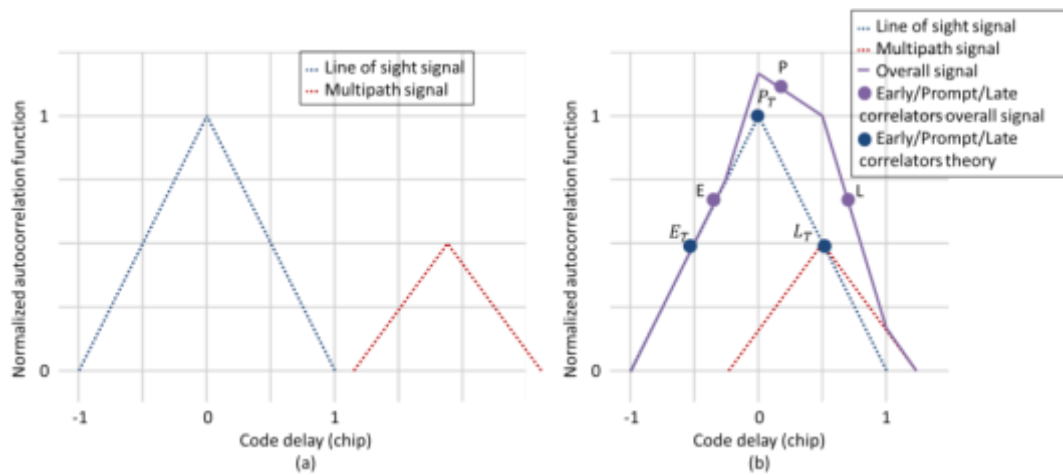 Line of sight signal
Multipath signal
Normalized autocorrelation function
1
0
-1
0
1
Code delay (chip)
(a)
Line of sight signal
Multipath signal
Overall signal
Early/Prompt/Late
correlators overall signal
Early/Prompt/Late
correlators theory
Normalized autocorrelation function
1
0
P
P_T
E
L
E_T
L_T
-1
0
1
Code delay (chip)
(b)